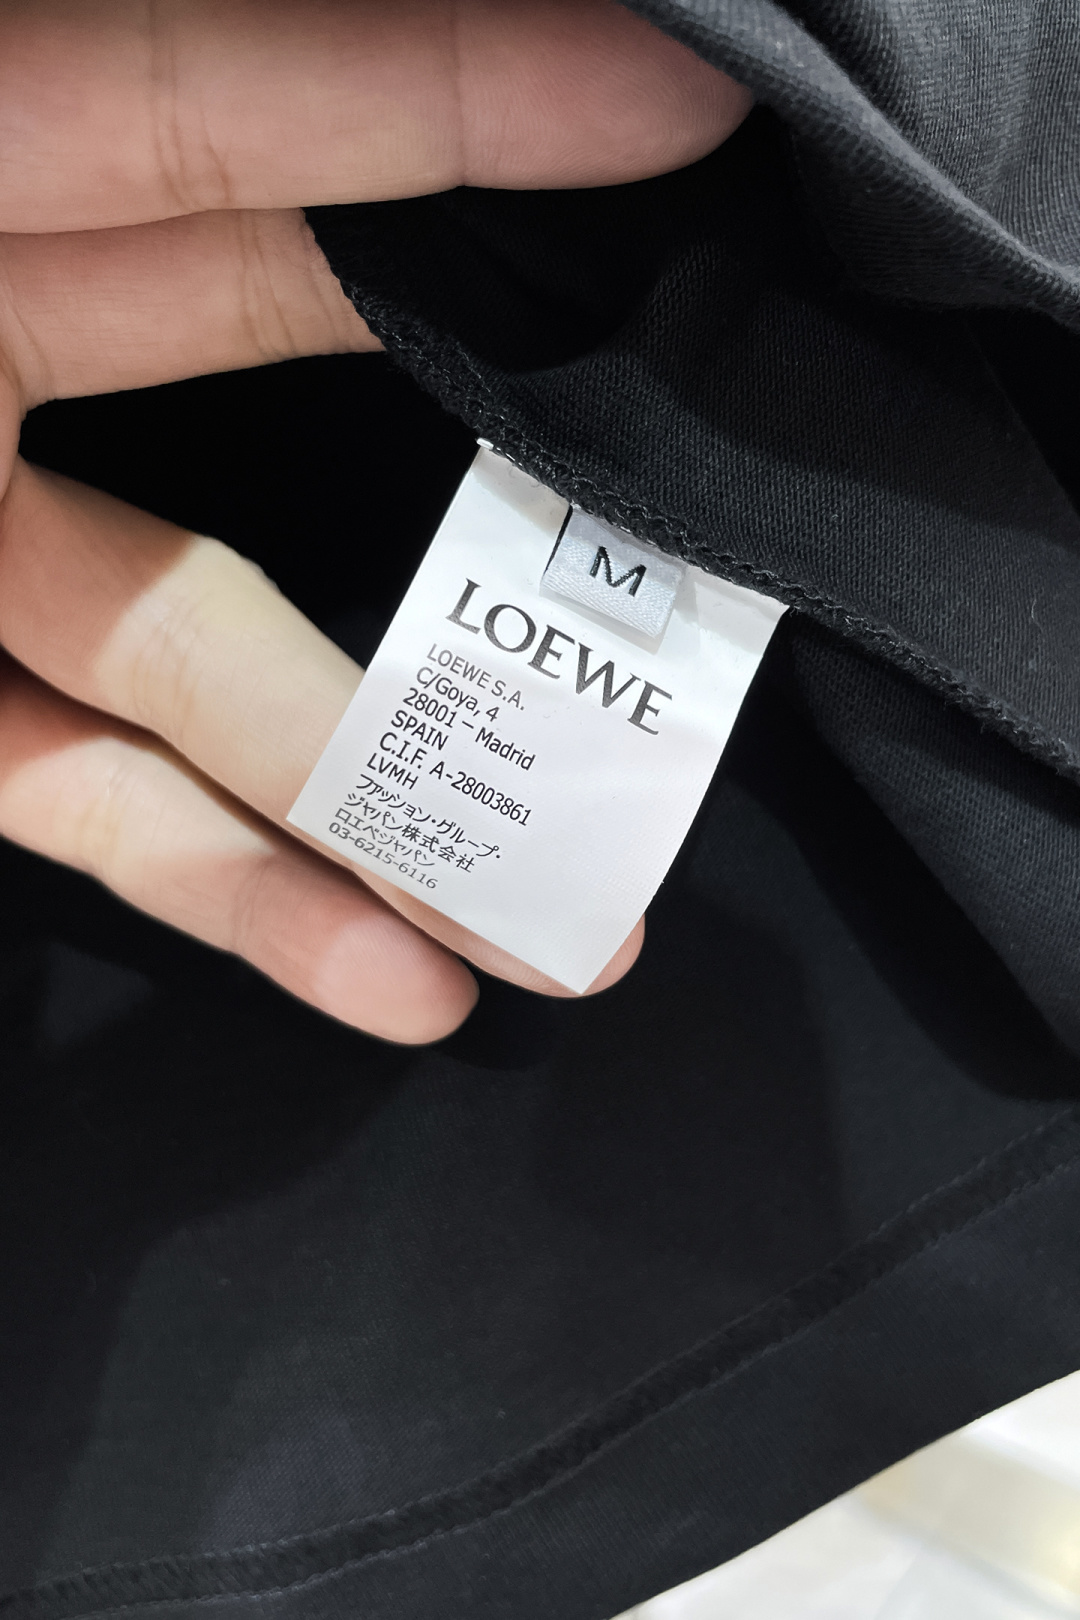 M
LOEWE
LOEWE S.A.
C/Goya, 4
28001 – Madrid
SPAIN
C.I.F. A-28003861
LVMH
ファッション・グループ・
ジャパン株式会社
ロエベジャパン
03-6215-6116